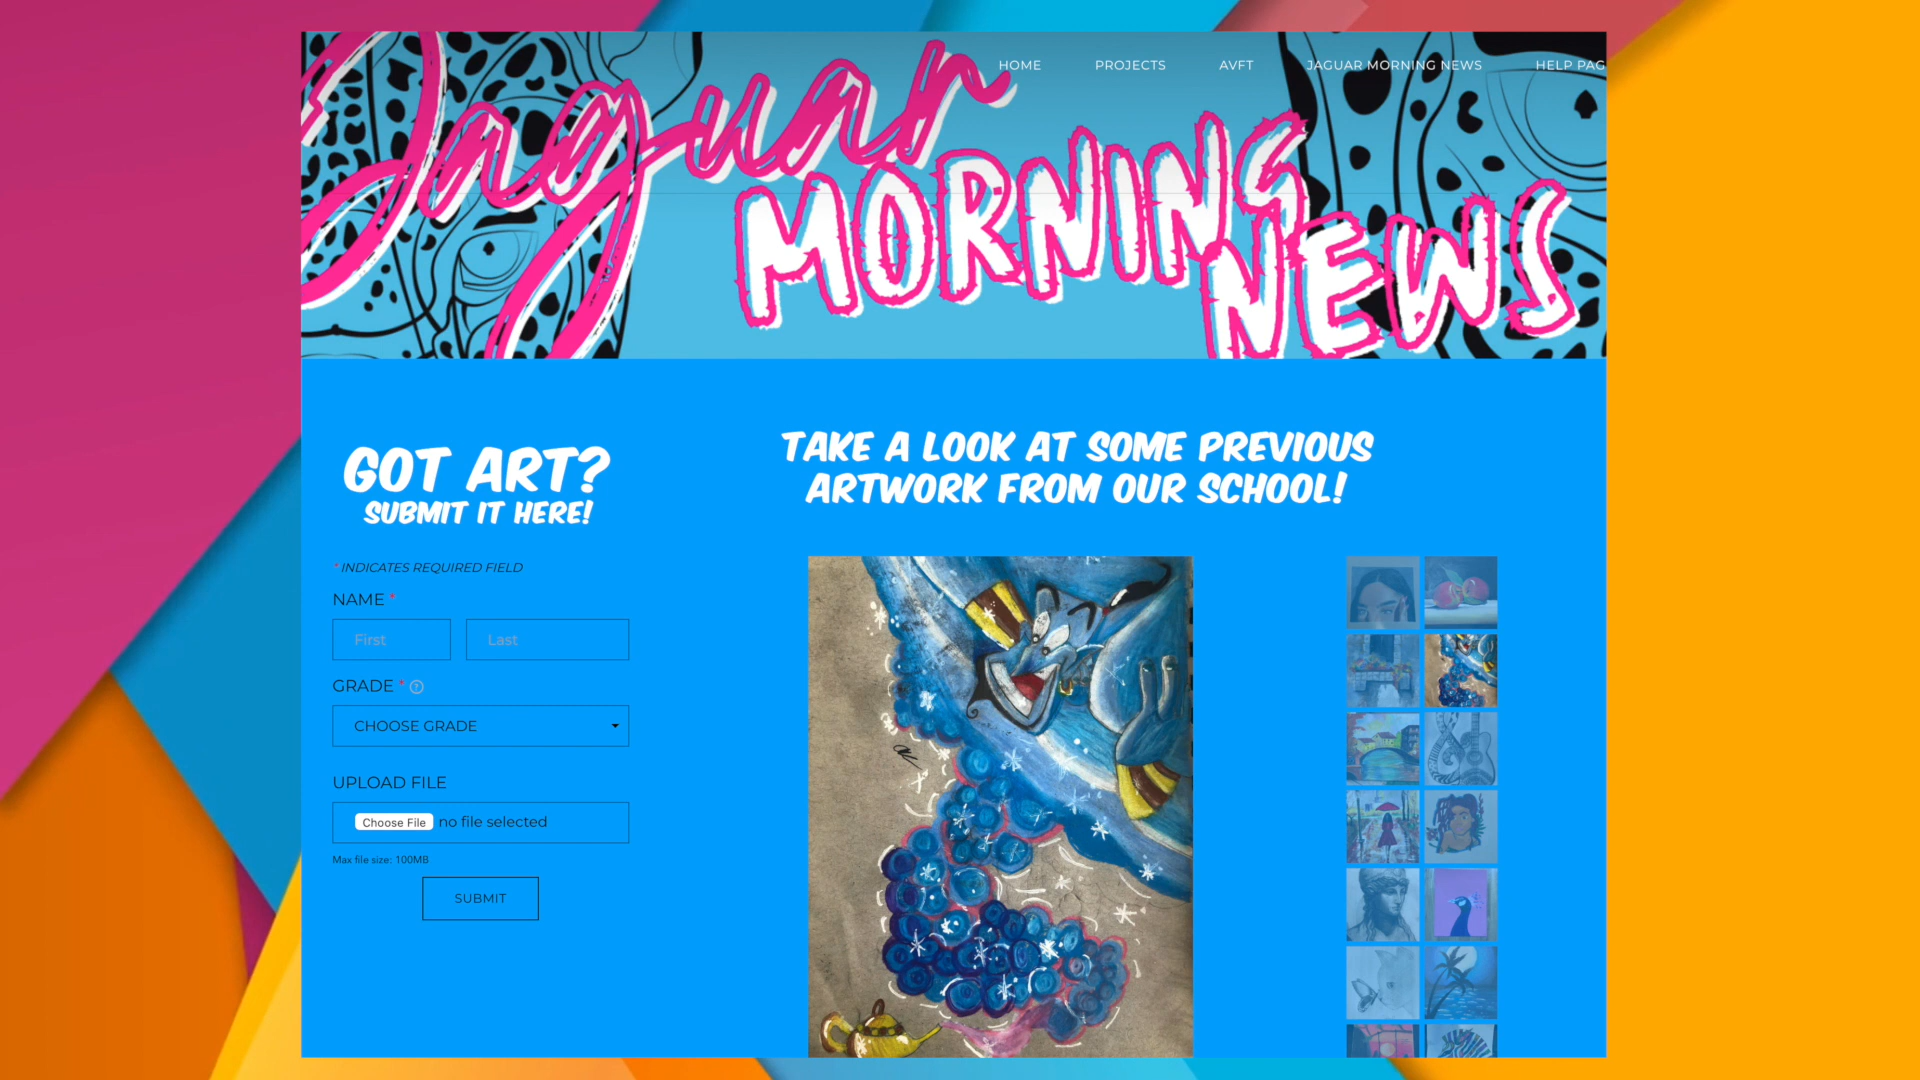 HOME PROJECTS AVFT JAGUAR MORNING NEWS HELP PAG
Jaguar
MORNING
NEWS
GOT ART?
SUBMIT IT HERE!
TAKE A LOOK AT SOME PREVIOUS
ARTWORK FROM OUR SCHOOL!
* INDICATES REQUIRED FIELD
NAME *
First Last
GRADE * ?
CHOOSE GRADE
UPLOAD FILE
Choose File no file selected
Max file size: 100MB
SUBMIT